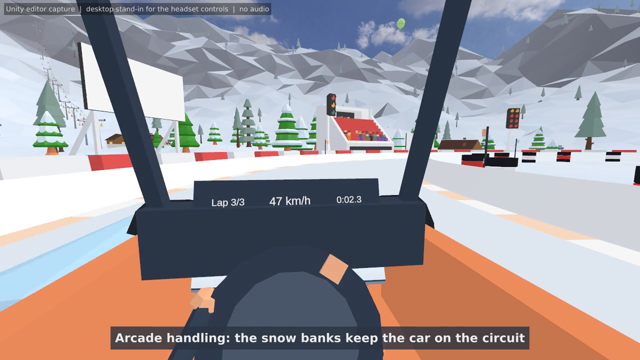 Unity editor capture | desktop stand-in for the headset controls | no audio
Lap 3/3 47 km/h 0:02.3
Arcade handling: the snow banks keep the car on the circuit